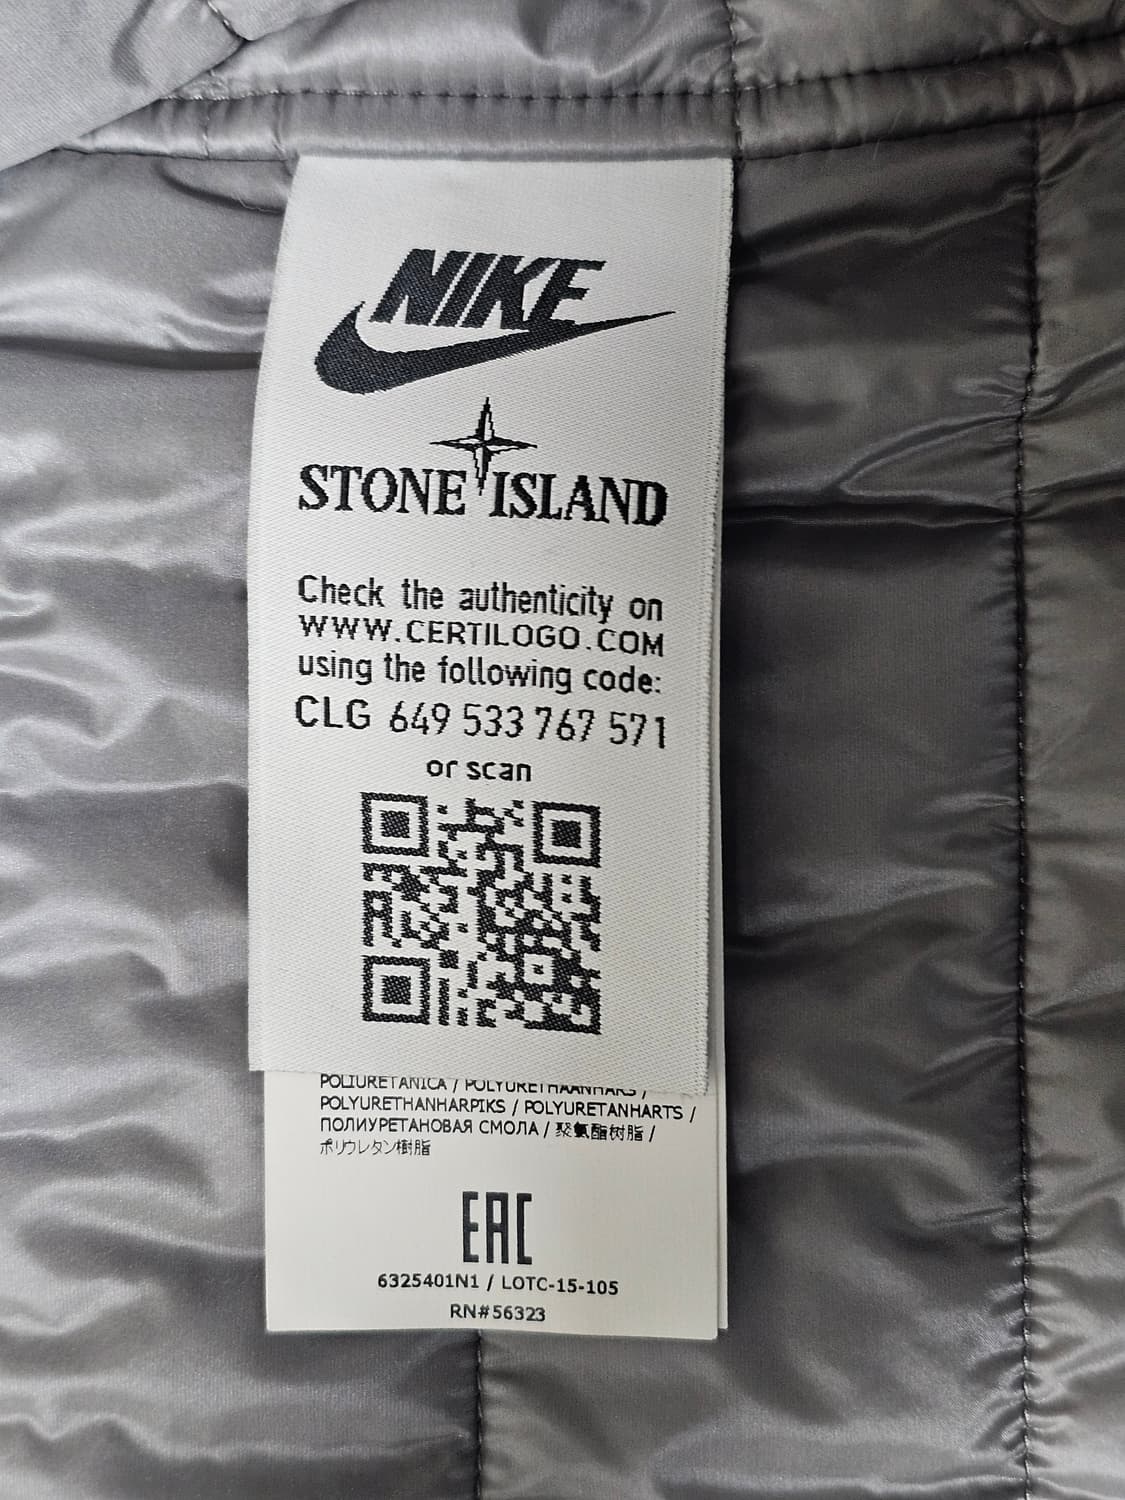 NIKE
STONE ISLAND
Check the authenticity on
WWW.CERTILOGO.COM
using the following code:
CLG 649 533 767 571
or scan
POLIURETANICA / POLYURETHAANHARS /
POLYURETHANHARPIKS / POLYURETANHARTS /
ПОЛИУРЕТАНОВАЯ СМОЛА / 聚氨酯树脂 /
ポリウレタン樹脂
EAC
6325401N1 / LOTC-15-105
RN#56323